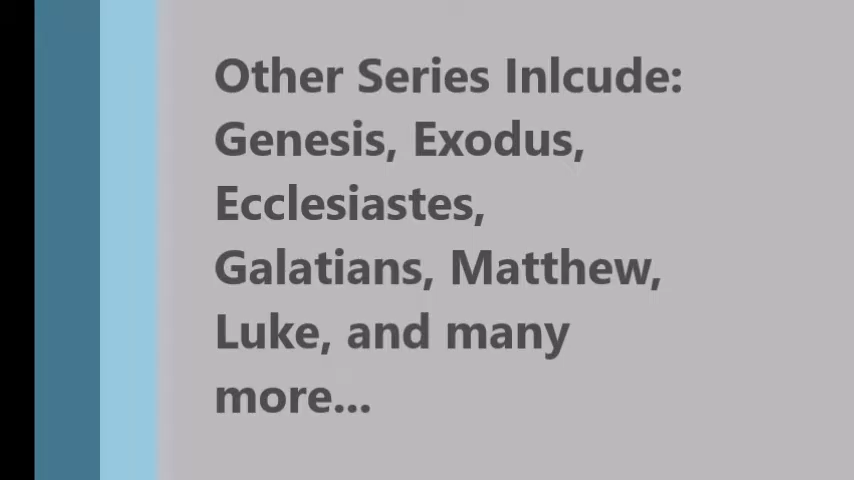 Other Series Inlcude:
Genesis, Exodus,
Ecclesiastes,
Galatians, Matthew,
Luke, and many
more...